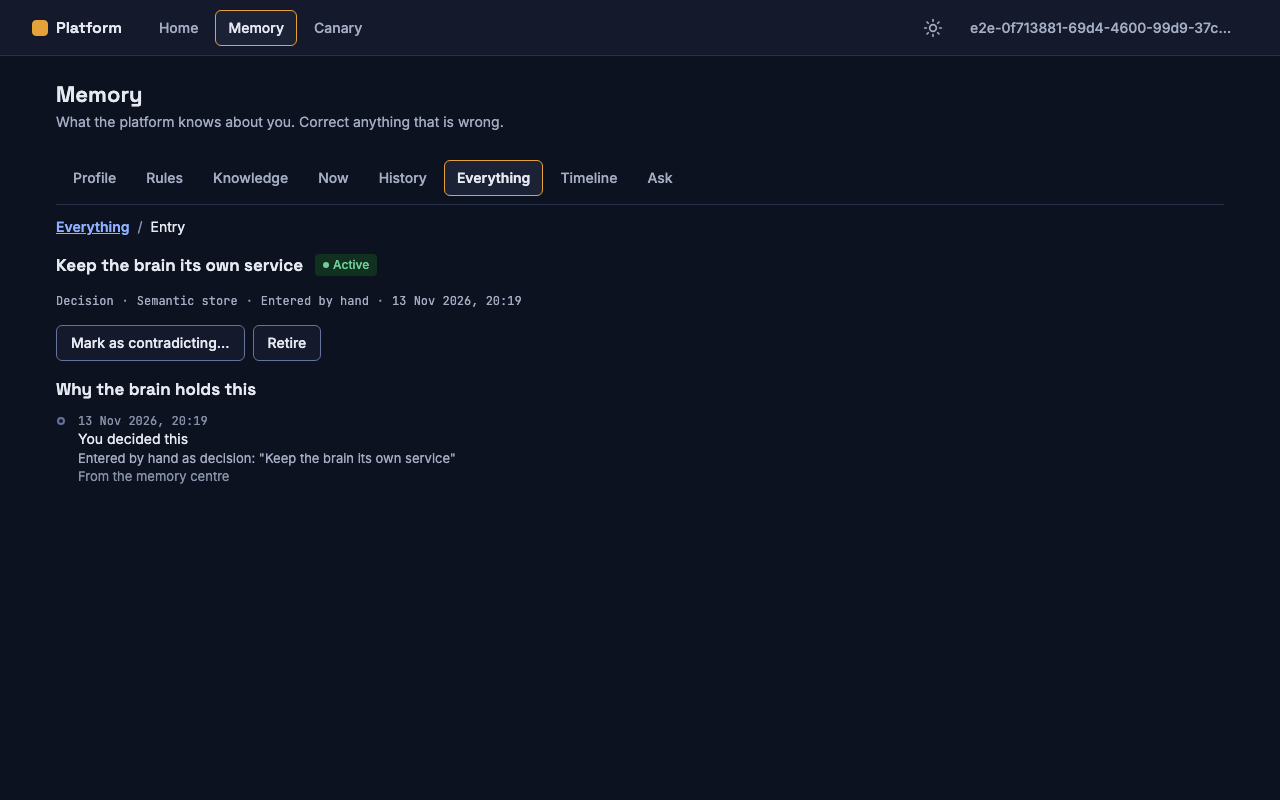 Platform Home Memory Canary e2e-0f713881-69d4-4600-99d9-37c...
Memory
What the platform knows about you. Correct anything that is wrong.
Profile Rules Knowledge Now History Everything Timeline Ask
Everything / Entry
Keep the brain its own service Active
Decision · Semantic store · Entered by hand · 13 Nov 2026, 20:19
Mark as contradicting... Retire
Why the brain holds this
13 Nov 2026, 20:19
You decided this
Entered by hand as decision: "Keep the brain its own service"
From the memory centre